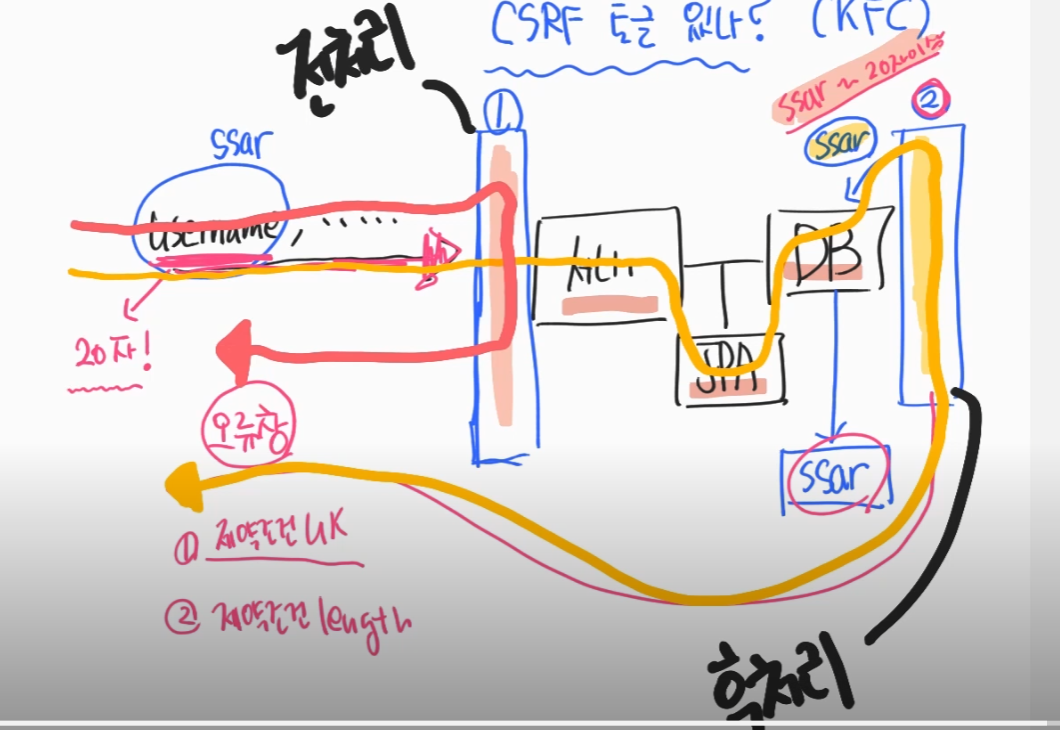 CSRF 토큰 있나? (KFC)
전처리
ssar ~ 20자이상
①
②
ssar
ssar
username, .....
서버
DB
20자!
JPA
오류창
ssar
① 제약조건 UK
② 제약조건 length
후처리